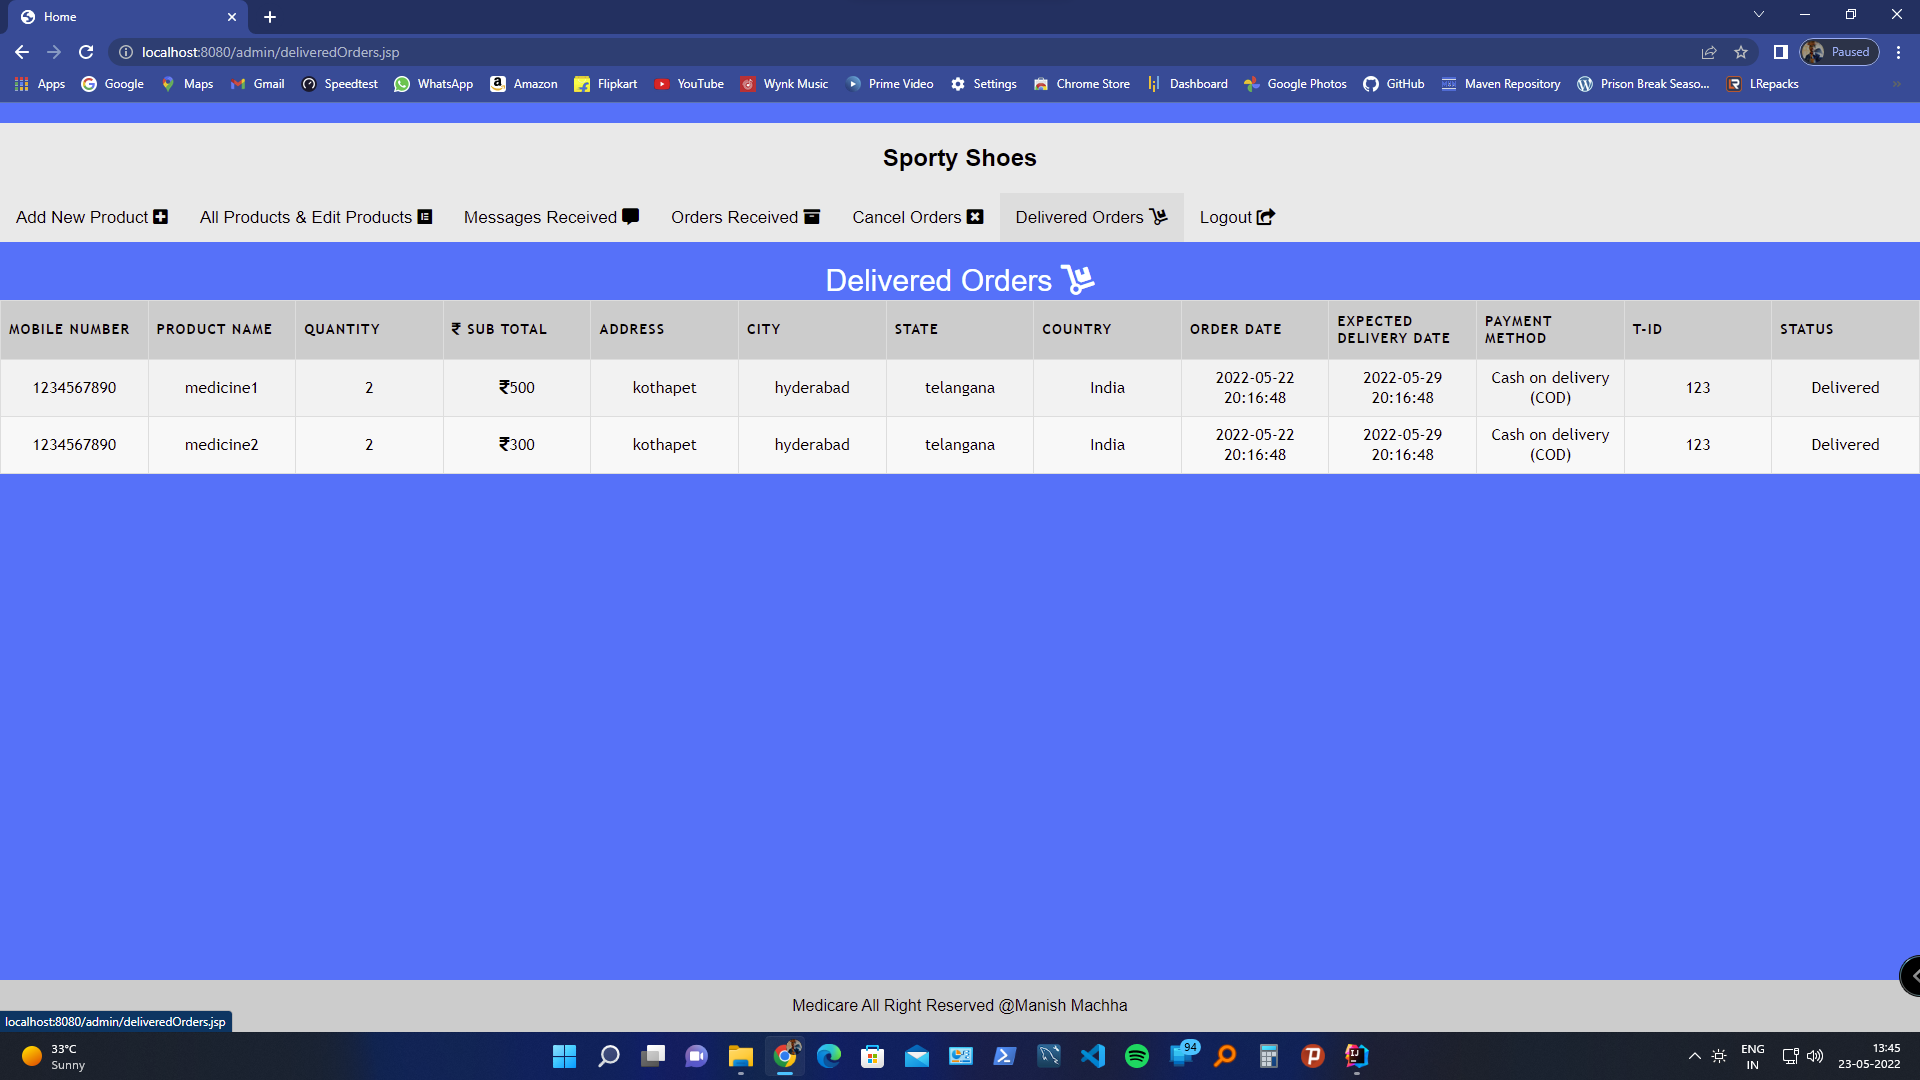 Home
localhost:8080/admin/deliveredOrders.jsp
Paused
Apps Google Maps Gmail Speedtest WhatsApp Amazon Flipkart YouTube Wynk Music Prime Video Settings Chrome Store Dashboard Google Photos GitHub Maven Repository Prison Break Seaso... LRepacks
Sporty Shoes
Add New Product All Products & Edit Products Messages Received Orders Received Cancel Orders Delivered Orders Logout
Delivered Orders
MOBILE NUMBER PRODUCT NAME QUANTITY ₹ SUB TOTAL ADDRESS CITY STATE COUNTRY ORDER DATE EXPECTED DELIVERY DATE PAYMENT METHOD T-ID STATUS
1234567890 medicine1 2 ₹500 kothapet hyderabad telangana India 2022-05-22 20:16:48 2022-05-29 20:16:48 Cash on delivery (COD) 123 Delivered
1234567890 medicine2 2 ₹300 kothapet hyderabad telangana India 2022-05-22 20:16:48 2022-05-29 20:16:48 Cash on delivery (COD) 123 Delivered
Medicare All Right Reserved @Manish Machha
localhost:8080/admin/deliveredOrders.jsp
33°C
Sunny
94
ENG
IN
13:45
23-05-2022